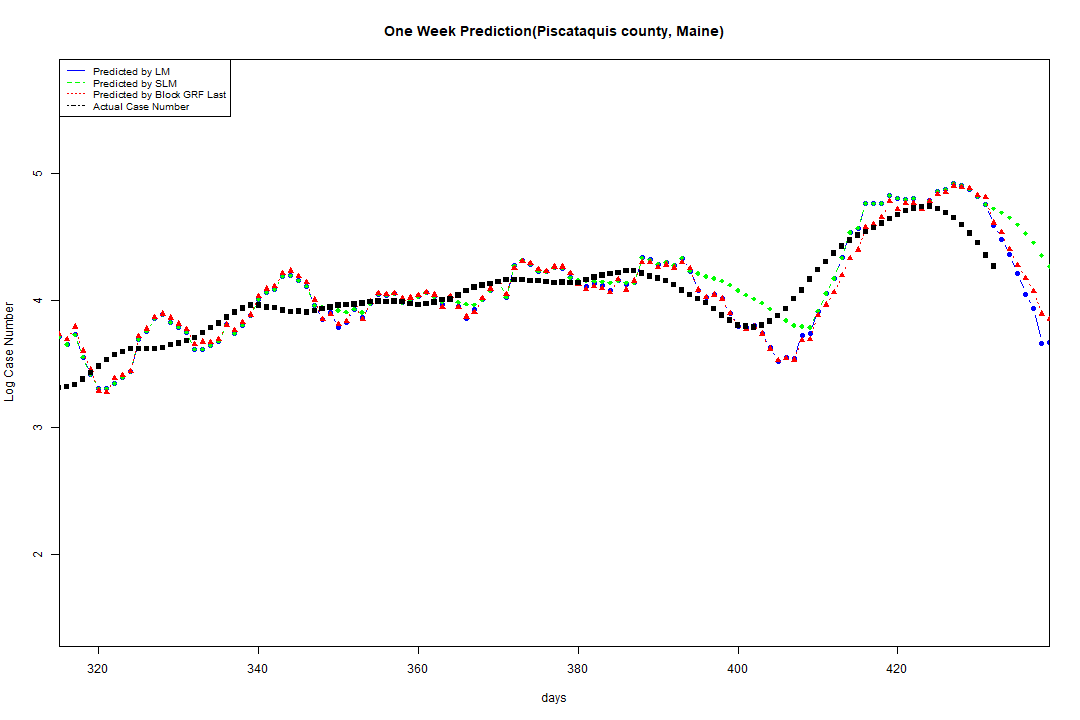 One Week Prediction(Piscataquis county, Maine)
Predicted by LM
Predicted by SLM
Predicted by Block GRF Last
Actual Case Number
5
4
3
2
Log Case Number
320 340 360 380 400 420
days